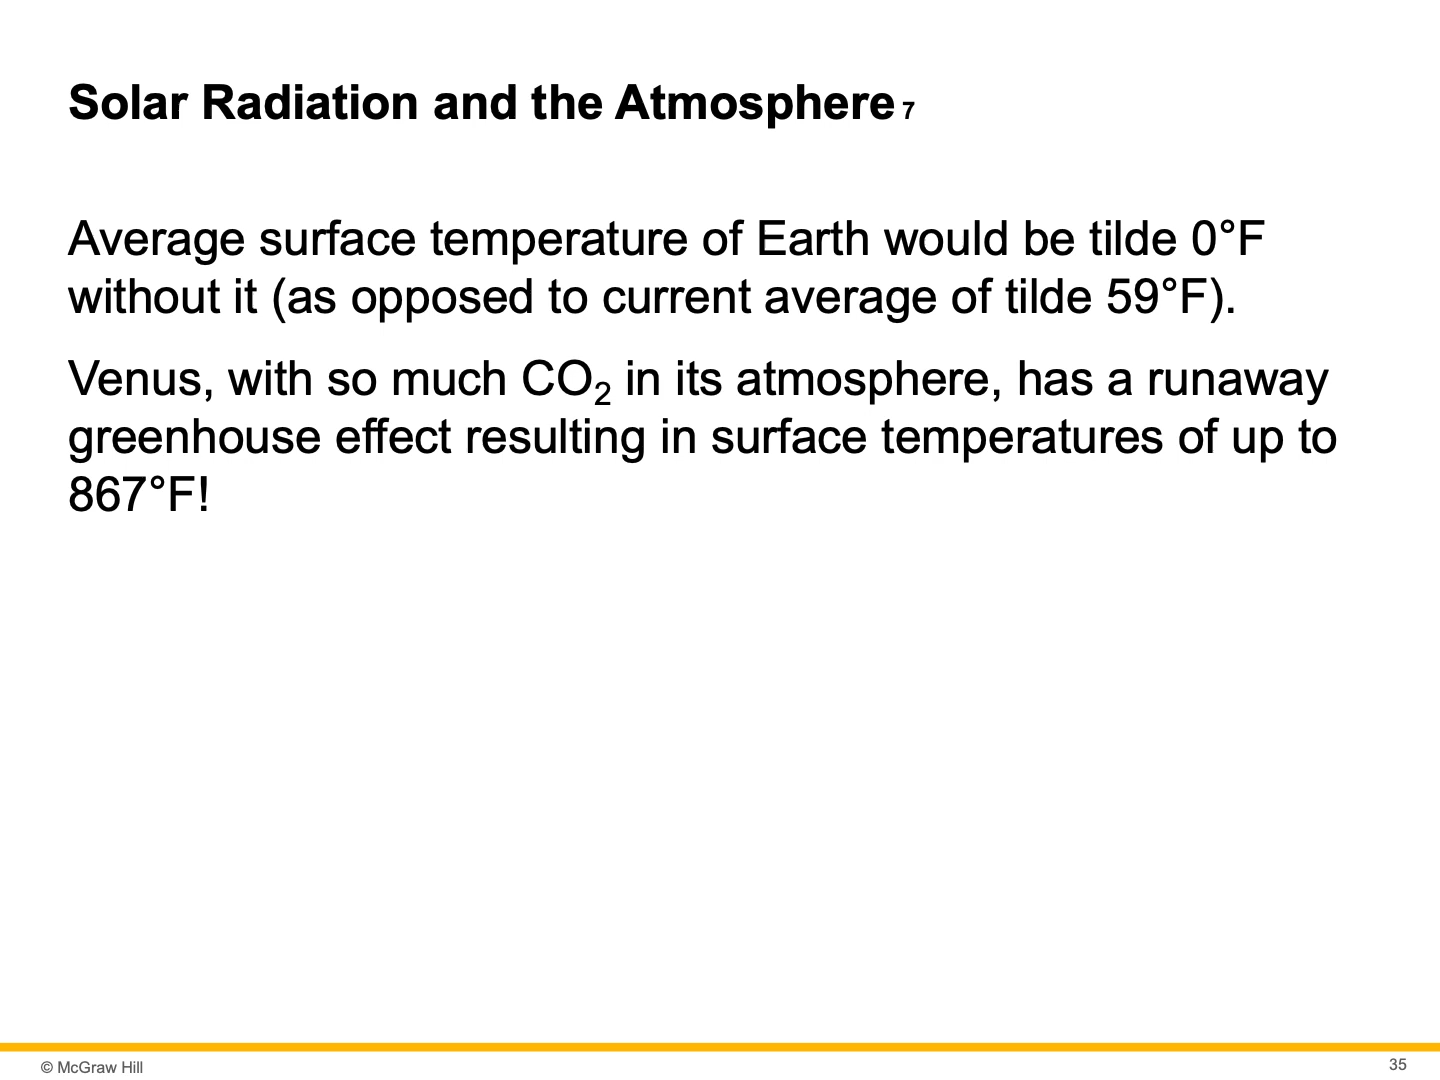 Solar Radiation and the Atmosphere 7
Average surface temperature of Earth would be tilde 0°F
without it (as opposed to current average of tilde 59°F).
Venus, with so much CO₂ in its atmosphere, has a runaway
greenhouse effect resulting in surface temperatures of up to
867°F!
© McGraw Hill
35